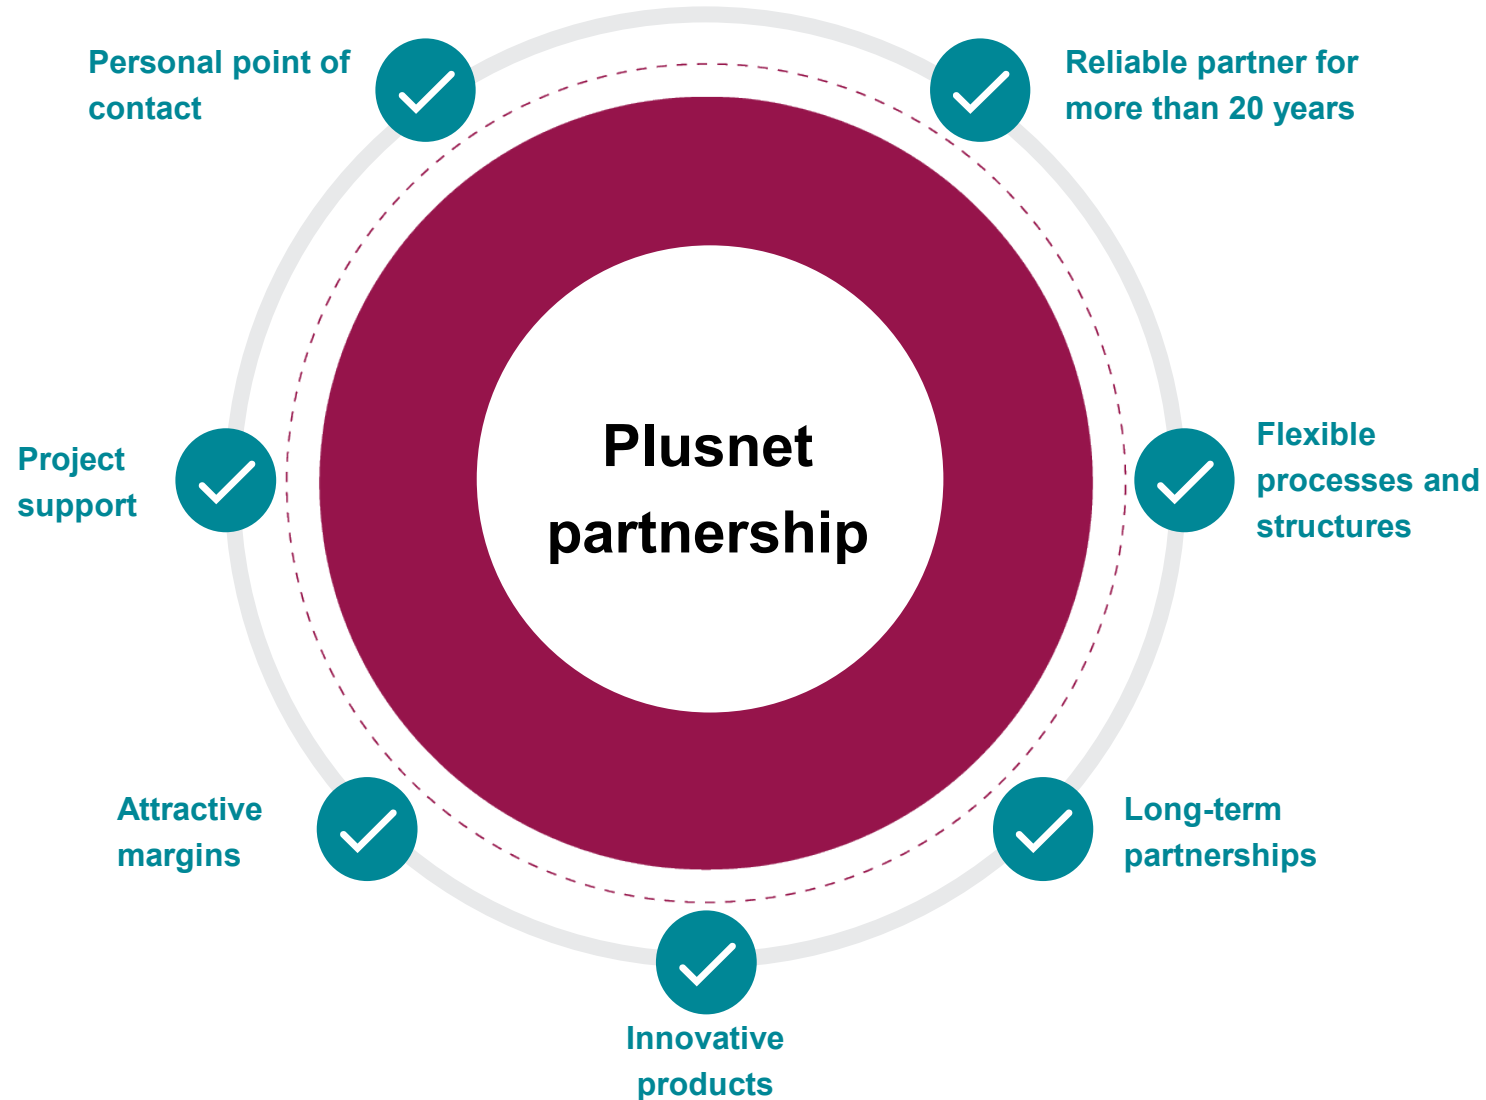 Personal point of
contact
Reliable partner for
more than 20 years
Project
support
Plusnet
partnership
Flexible
processes and
structures
Attractive
margins
Long-term
partnerships
Innovative
products